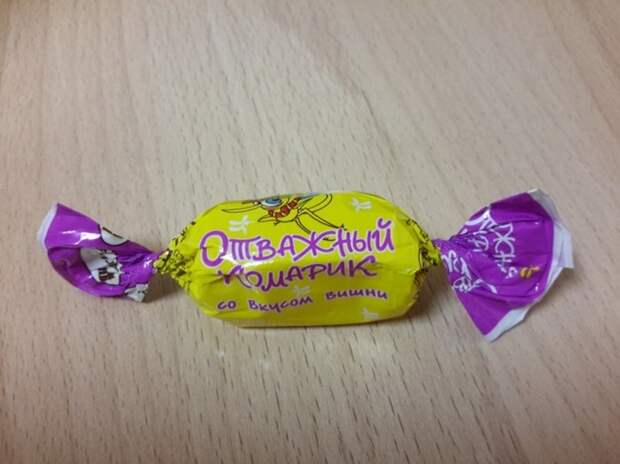 Отважный
комарик
со вкусом вишни